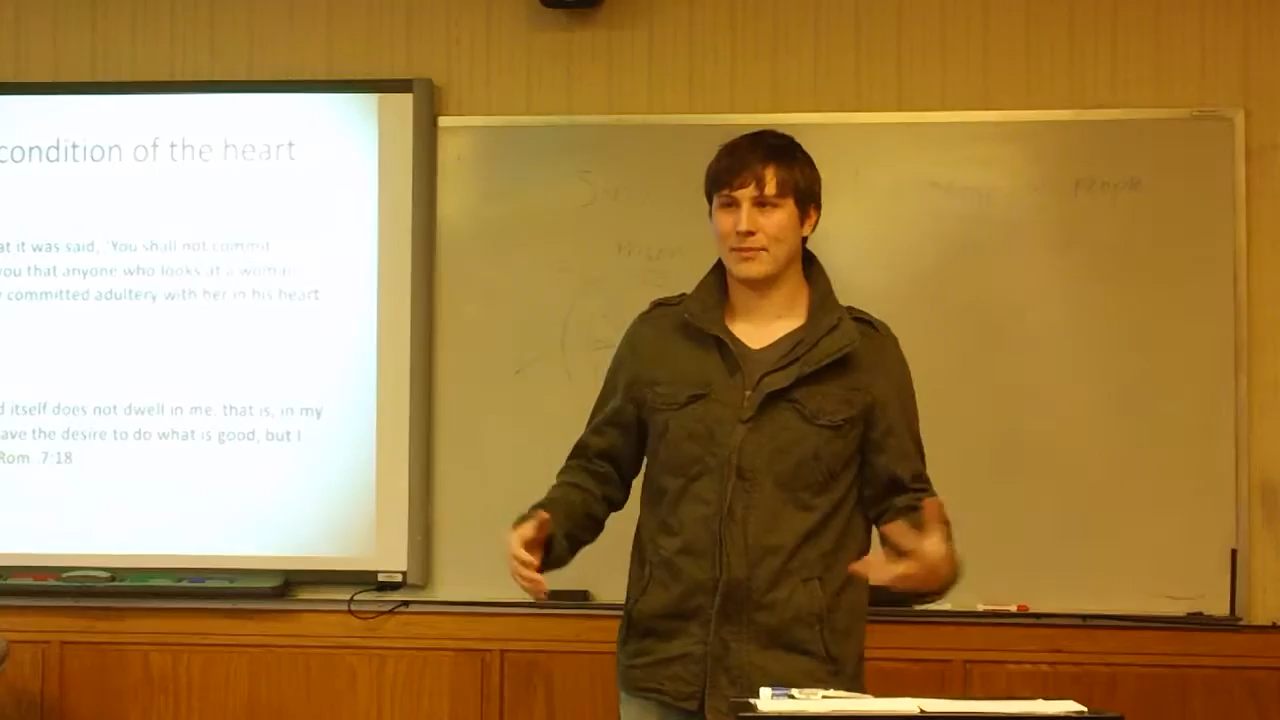 condition of the heart
at it was said, 'You shall not commit
you that anyone who looks at a woman
committed adultery with her in his heart
d itself does not dwell in me, that is, in my
ave the desire to do what is good, but I
Rom 7:18